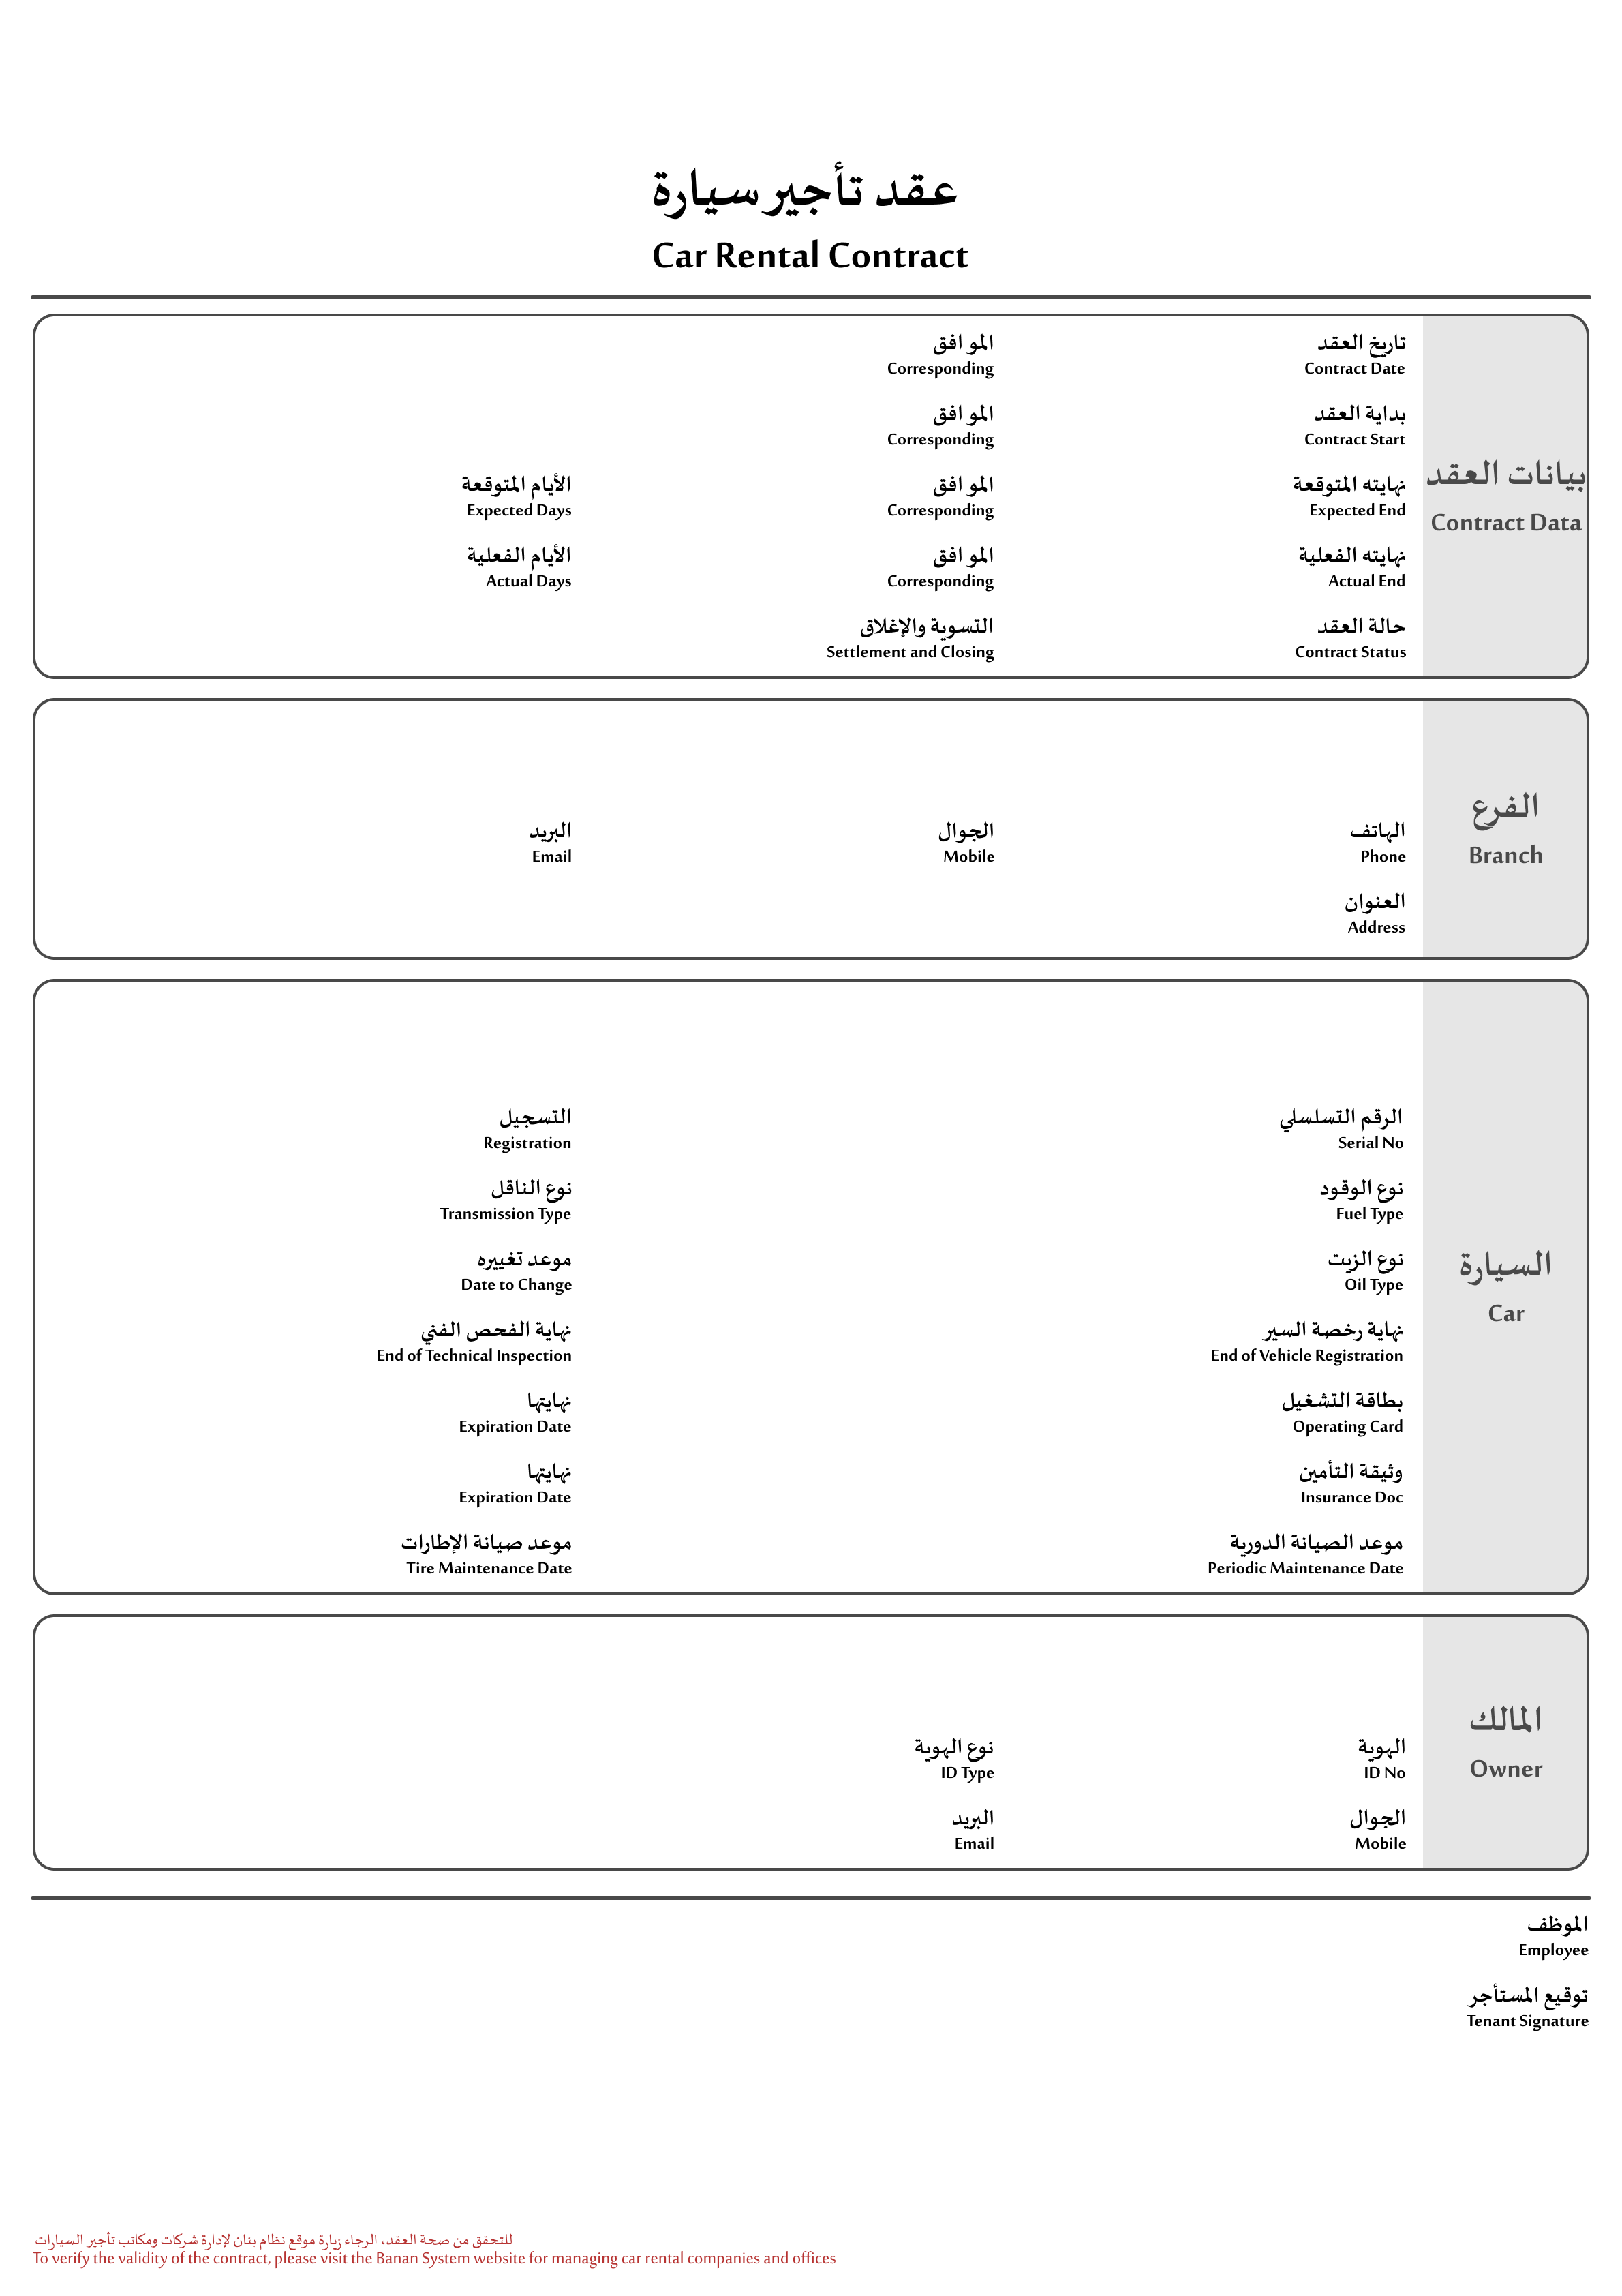 عقد تأجير سيارة
Car Rental Contract
بيانات العقد
Contract Data
تاريخ العقد
Contract Date
الموافق
Corresponding
بداية العقد
Contract Start
الموافق
Corresponding
نهايته المتوقعة
Expected End
الموافق
Corresponding
الأيام المتوقعة
Expected Days
نهايته الفعلية
Actual End
الموافق
Corresponding
الأيام الفعلية
Actual Days
حالة العقد
Contract Status
التسوية والإغلاق
Settlement and Closing
الفرع
Branch
الهاتف
Phone
الجوال
Mobile
البريد
Email
العنوان
Address
السيارة
Car
الرقم التسلسلي
Serial No
التسجيل
Registration
نوع الوقود
Fuel Type
نوع الناقل
Transmission Type
نوع الزيت
Oil Type
موعد تغييره
Date to Change
نهاية رخصة السير
End of Vehicle Registration
نهاية الفحص الفني
End of Technical Inspection
بطاقة التشغيل
Operating Card
نهايتها
Expiration Date
وثيقة التأمين
Insurance Doc
نهايتها
Expiration Date
موعد الصيانة الدورية
Periodic Maintenance Date
موعد صيانة الإطارات
Tire Maintenance Date
المالك
Owner
الهوية
ID No
نوع الهوية
ID Type
الجوال
Mobile
البريد
Email
الموظف
Employee
توقيع المستأجر
Tenant Signature
للتحقق من صحة العقد، الرجاء زيارة موقع نظام بنان لإدارة شركات ومكاتب تأجير السيارات
To verify the validity of the contract, please visit the Banan System website for managing car rental companies and offices